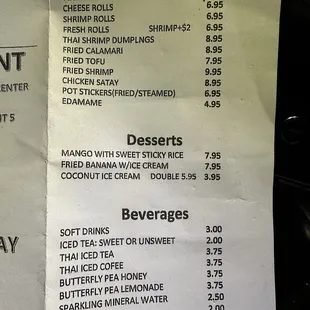 CHEESE ROLLS 6.95
SHRIMP ROLLS 6.95
FRESH ROLLS SHRIMP+$2 6.95
THAI SHRIMP DUMPLNGS 8.95
FRIED CALAMARI 8.95
FRIED TOFU 7.95
FRIED SHRIMP 9.95
CHICKEN SATAY 8.95
POT STICKERS(FRIED/STEAMED) 6.95
EDAMAME 4.95
NT
ENTER
T 5
AY
Desserts
MANGO WITH SWEET STICKY RICE 7.95
FRIED BANANA W/ICE CREAM 7.95
COCONUT ICE CREAM DOUBLE 5.95 3.95
Beverages
SOFT DRINKS 3.00
ICED TEA: SWEET OR UNSWEET 2.00
THAI ICED TEA 3.75
THAI ICED COFEE 3.75
BUTTERFLY PEA HONEY 3.75
BUTTERFLY PEA LEMONADE 3.75
SPARKLING MINERAL WATER 2.50
2.00